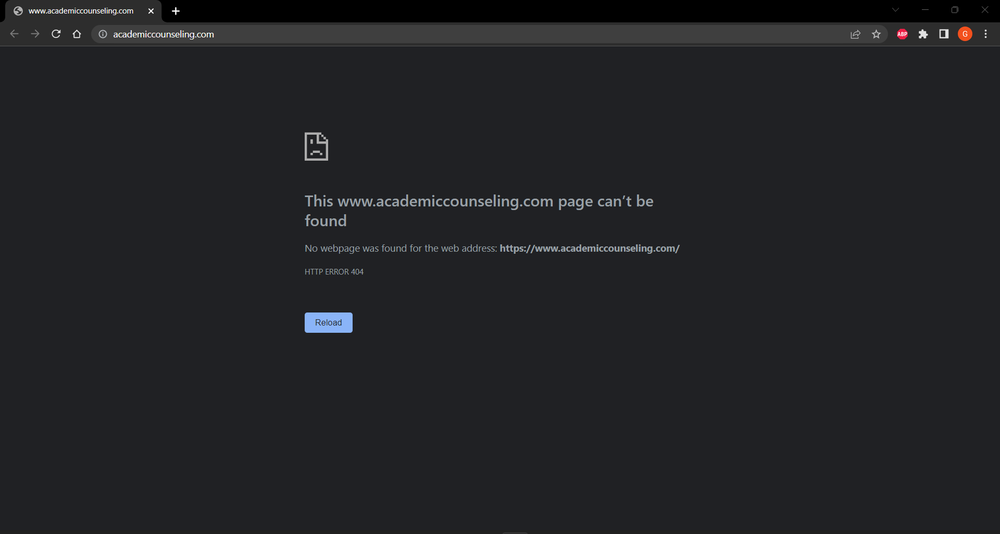 www.academiccounseling.com
academiccounseling.com
ABP
G
This www.academiccounseling.com page can’t be
found
No webpage was found for the web address: https://www.academiccounseling.com/
HTTP ERROR 404
Reload